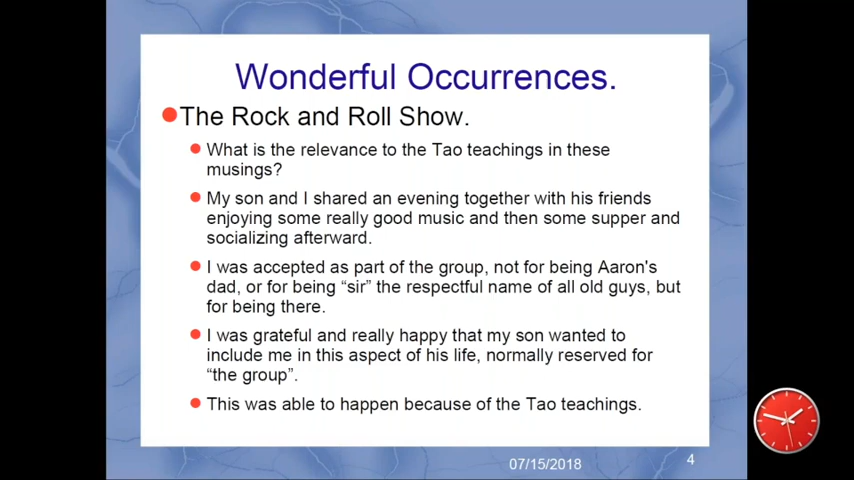 Wonderful Occurrences.
The Rock and Roll Show.
What is the relevance to the Tao teachings in these
musings?
My son and I shared an evening together with his friends
enjoying some really good music and then some supper and
socializing afterward.
I was accepted as part of the group, not for being Aaron's
dad, or for being “sir” the respectful name of all old guys, but
for being there.
I was grateful and really happy that my son wanted to
include me in this aspect of his life, normally reserved for
“the group”.
This was able to happen because of the Tao teachings.
07/15/2018
4